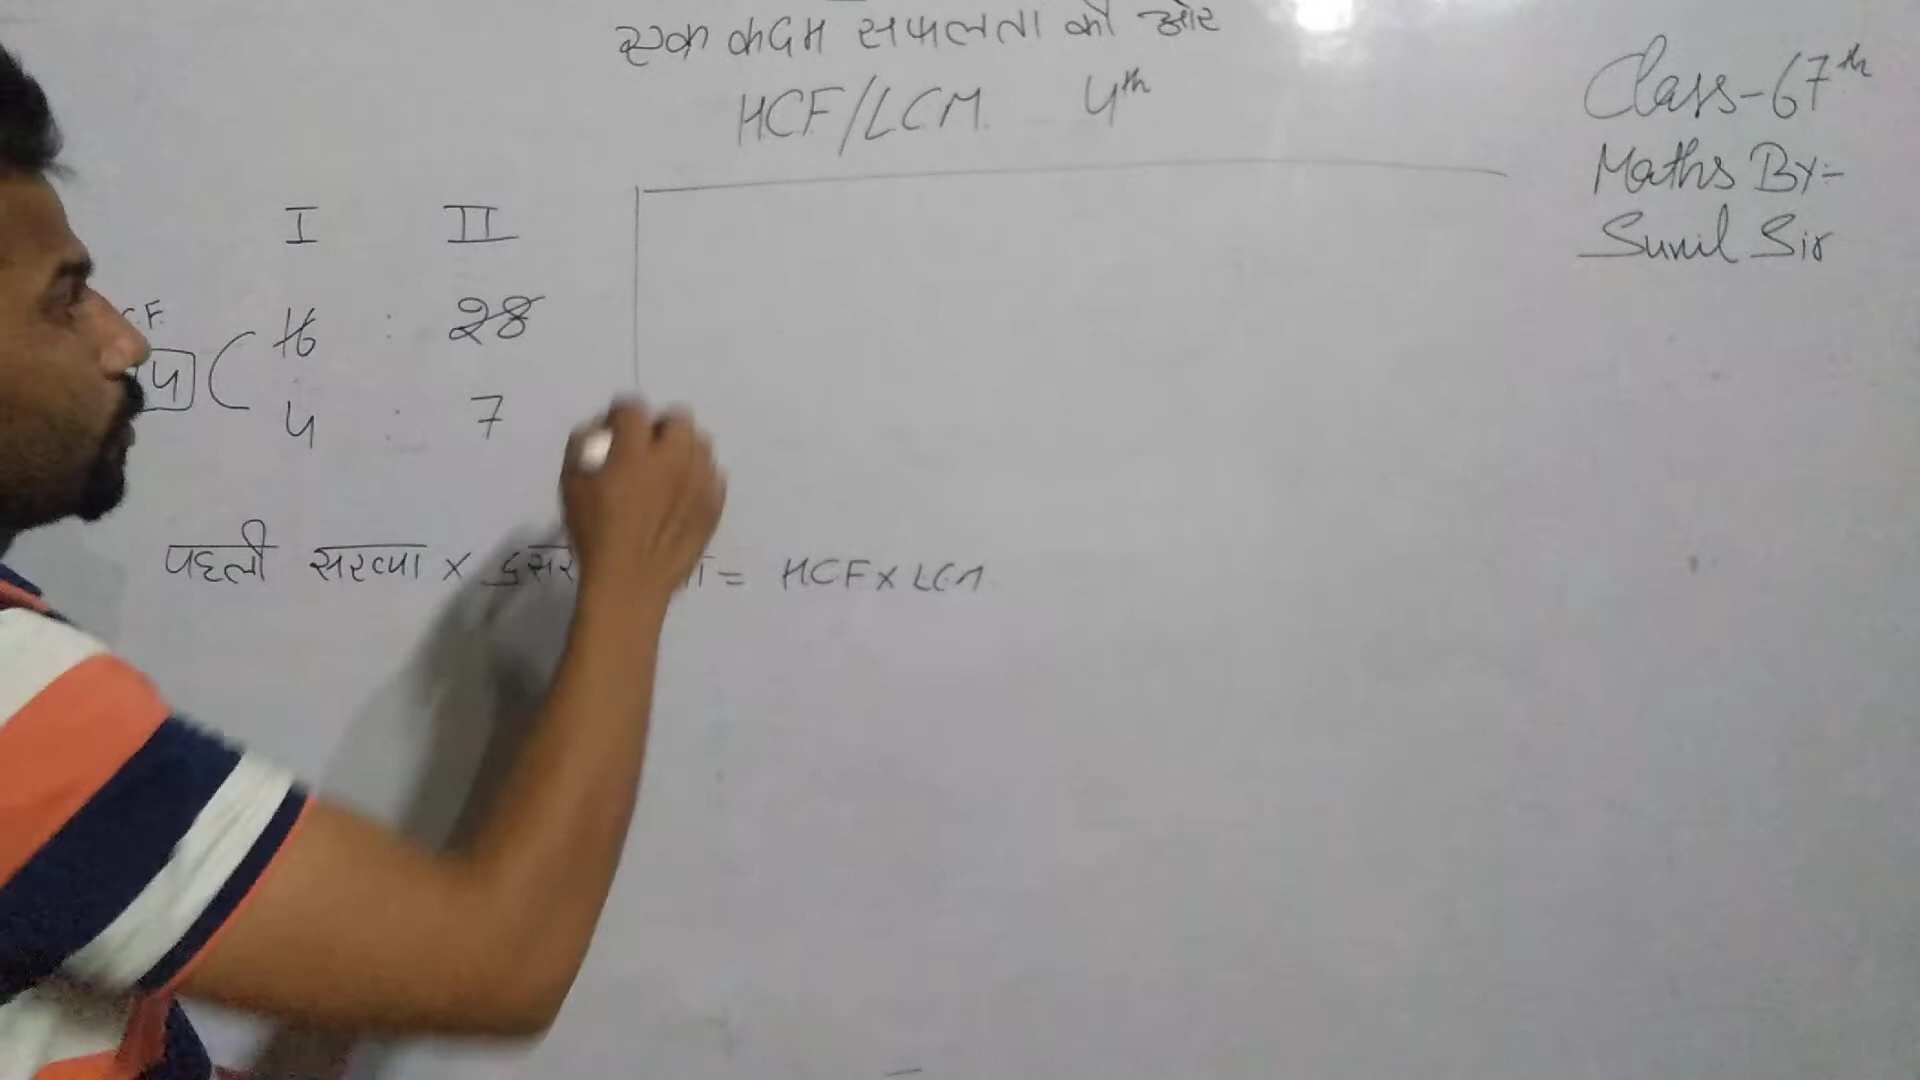 एक कदम सफलता की ओर
HCF/LCM 4th
Class-67th
Maths By:-
Sunil Sir
I II
16 : 28
4
4 : 7
पहली संख्या x = HCF x LCM